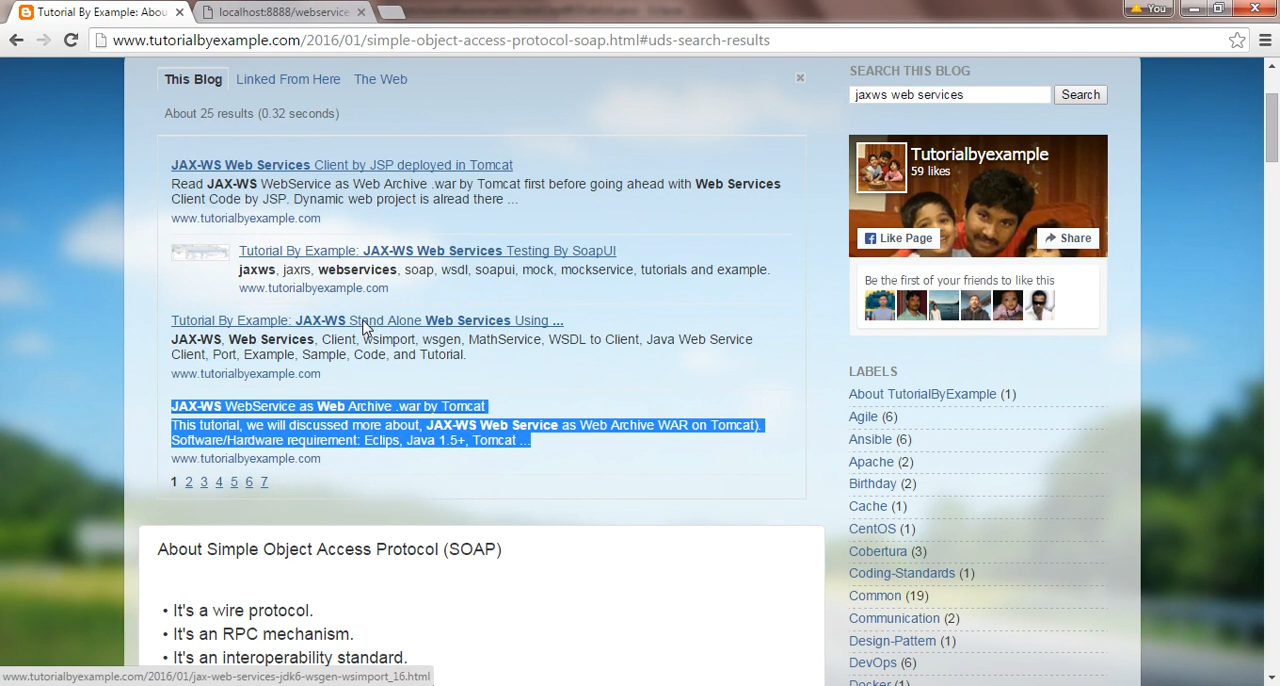 Tutorial By Example: Abou
localhost:8888/webservice
You
www.tutorialbyexample.com/2016/01/simple-object-access-protocol-soap.html#uds-search-results
This Blog Linked From Here The Web
About 25 results (0.32 seconds)
JAX-WS Web Services Client by JSP deployed in Tomcat
Read JAX-WS WebService as Web Archive .war by Tomcat first before going ahead with Web Services
Client Code by JSP. Dynamic web project is alread there ...
www.tutorialbyexample.com
Tutorial By Example: JAX-WS Web Services Testing By SoapUI
jaxws, jaxrs, webservices, soap, wsdl, soapui, mock, mockservice, tutorials and example.
www.tutorialbyexample.com
Tutorial By Example: JAX-WS Stand Alone Web Services Using ...
JAX-WS, Web Services, Client, wsimport, wsgen, MathService, WSDL to Client, Java Web Service
Client, Port, Example, Sample, Code, and Tutorial.
www.tutorialbyexample.com
JAX-WS WebService as Web Archive .war by Tomcat
This tutorial, we will discussed more about, JAX-WS Web Service as Web Archive WAR on Tomcat).
Software/Hardware requirement: Eclips, Java 1.5+, Tomcat ...
www.tutorialbyexample.com
1 2 3 4 5 6 7
About Simple Object Access Protocol (SOAP)
• It's a wire protocol.
• It's an RPC mechanism.
• It's an interoperability standard.
SEARCH THIS BLOG
jaxws web services Search
Tutorialbyexample
59 likes
Like Page Share
Be the first of your friends to like this
LABELS
About TutorialByExample (1)
Agile (6)
Ansible (6)
Apache (2)
Birthday (2)
Cache (1)
CentOS (1)
Cobertura (3)
Coding-Standards (1)
Common (19)
Communication (2)
Design-Pattern (1)
DevOps (6)
Docker (1)
www.tutorialbyexample.com/2016/01/jax-web-services-jdk6-wsgen-wsimport_16.html